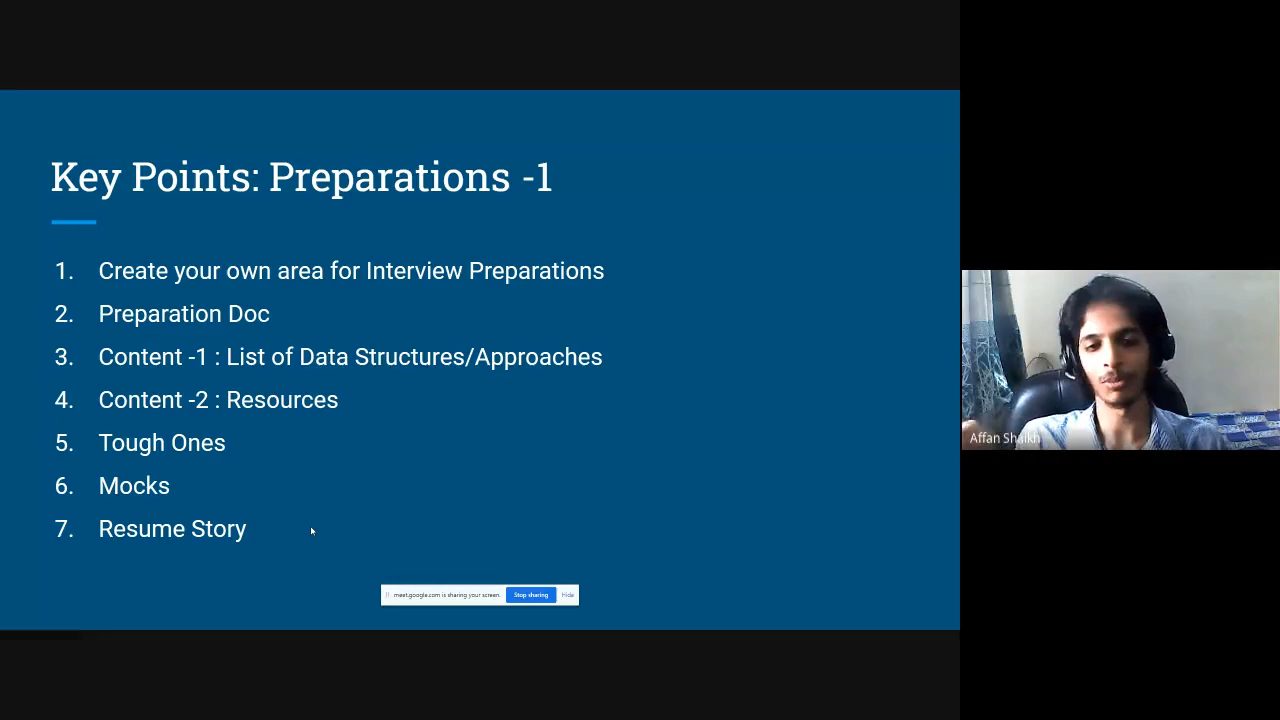 Key Points: Preparations -1
1. Create your own area for Interview Preparations
2. Preparation Doc
3. Content -1 : List of Data Structures/Approaches
4. Content -2 : Resources
5. Tough Ones
6. Mocks
7. Resume Story
meet.google.com is sharing your screen. Stop sharing Hide
Affan Shaikh